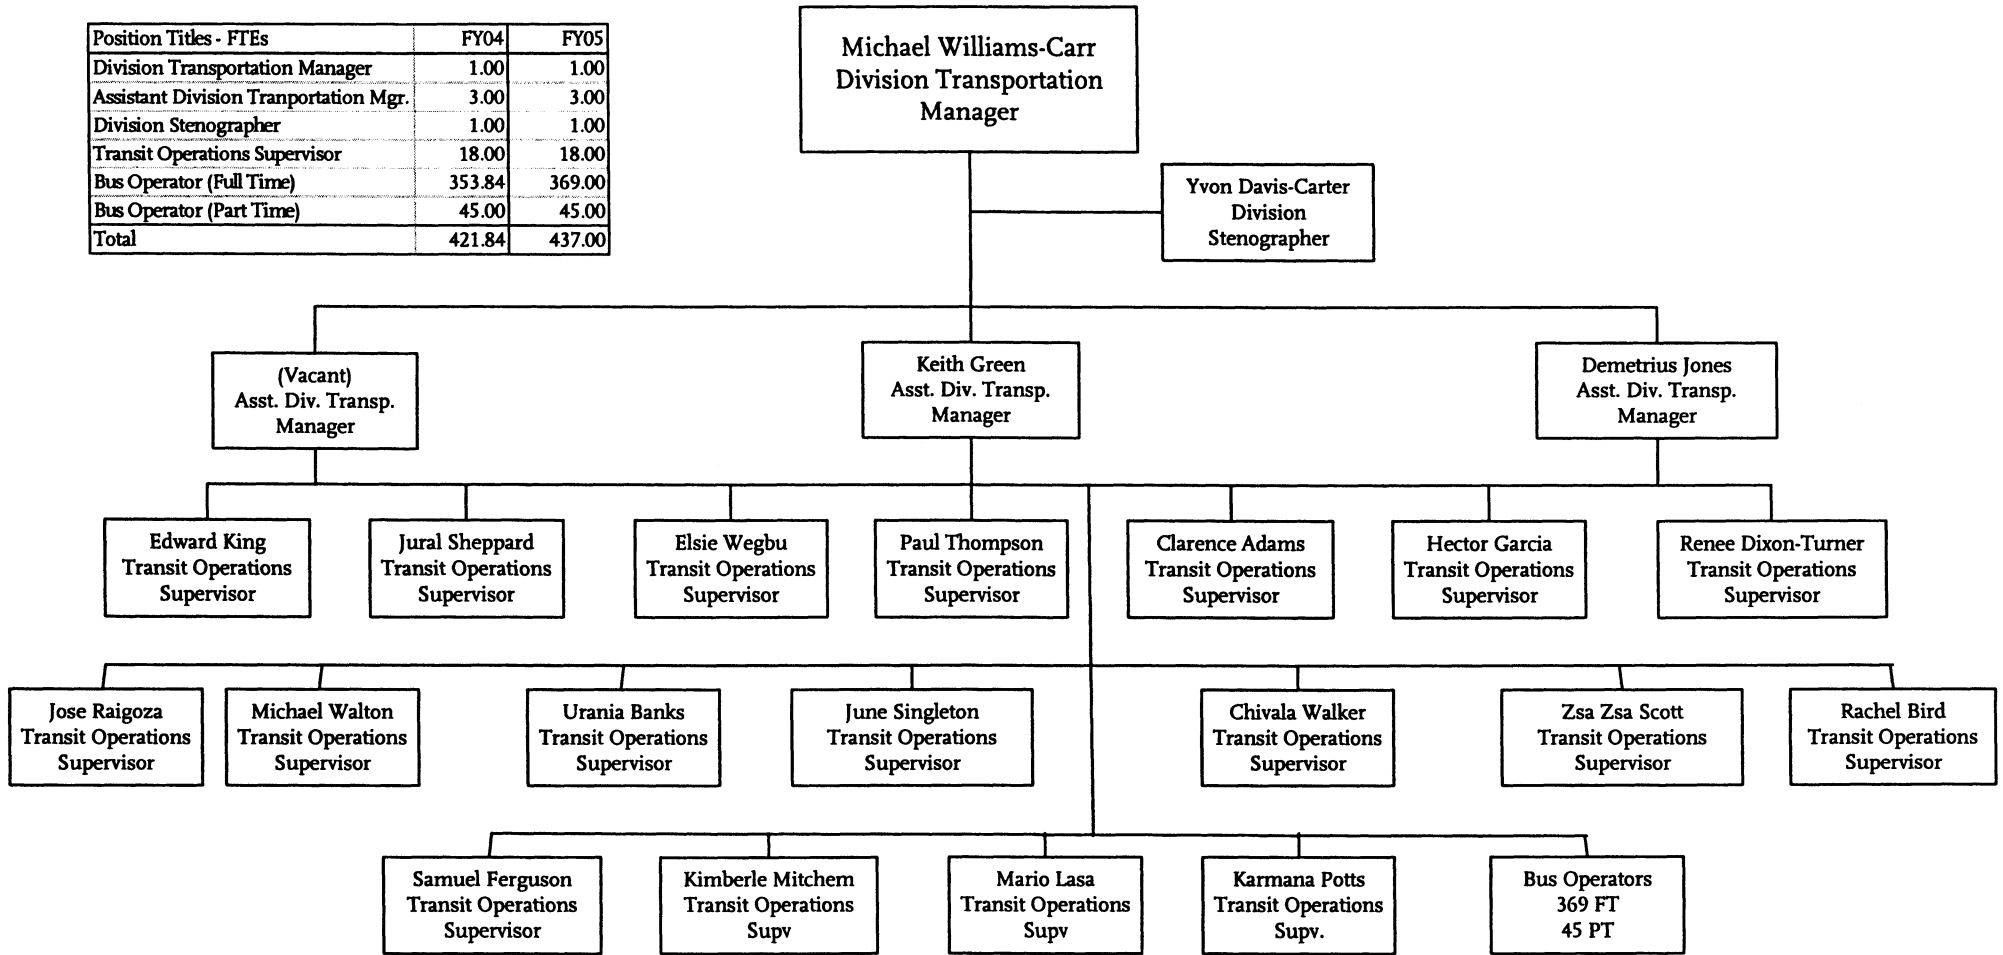 Position Titles - FTEs FY04 FY05
Division Transportation Manager 1.00 1.00
Assistant Division Tranportation Mgr. 3.00 3.00
Division Stenographer 1.00 1.00
Transit Operations Supervisor 18.00 18.00
Bus Operator (Full Time) 353.84 369.00
Bus Operator (Part Time) 45.00 45.00
Total 421.84 437.00
Michael Williams-Carr
Division Transportation
Manager
Yvon Davis-Carter
Division
Stenographer
(Vacant)
Asst. Div. Transp.
Manager
Keith Green
Asst. Div. Transp.
Manager
Demetrius Jones
Asst. Div. Transp.
Manager
Edward King
Transit Operations
Supervisor
Jural Sheppard
Transit Operations
Supervisor
Elsie Wegbu
Transit Operations
Supervisor
Paul Thompson
Transit Operations
Supervisor
Clarence Adams
Transit Operations
Supervisor
Hector Garcia
Transit Operations
Supervisor
Renee Dixon-Turner
Transit Operations
Supervisor
Jose Raigoza
Transit Operations
Supervisor
Michael Walton
Transit Operations
Supervisor
Urania Banks
Transit Operations
Supervisor
June Singleton
Transit Operations
Supervisor
Chivala Walker
Transit Operations
Supervisor
Zsa Zsa Scott
Transit Operations
Supervisor
Rachel Bird
Transit Operations
Supervisor
Samuel Ferguson
Transit Operations
Supervisor
Kimberle Mitchem
Transit Operations
Supv
Mario Lasa
Transit Operations
Supv
Karmana Potts
Transit Operations
Supv.
Bus Operators
369 FT
45 PT